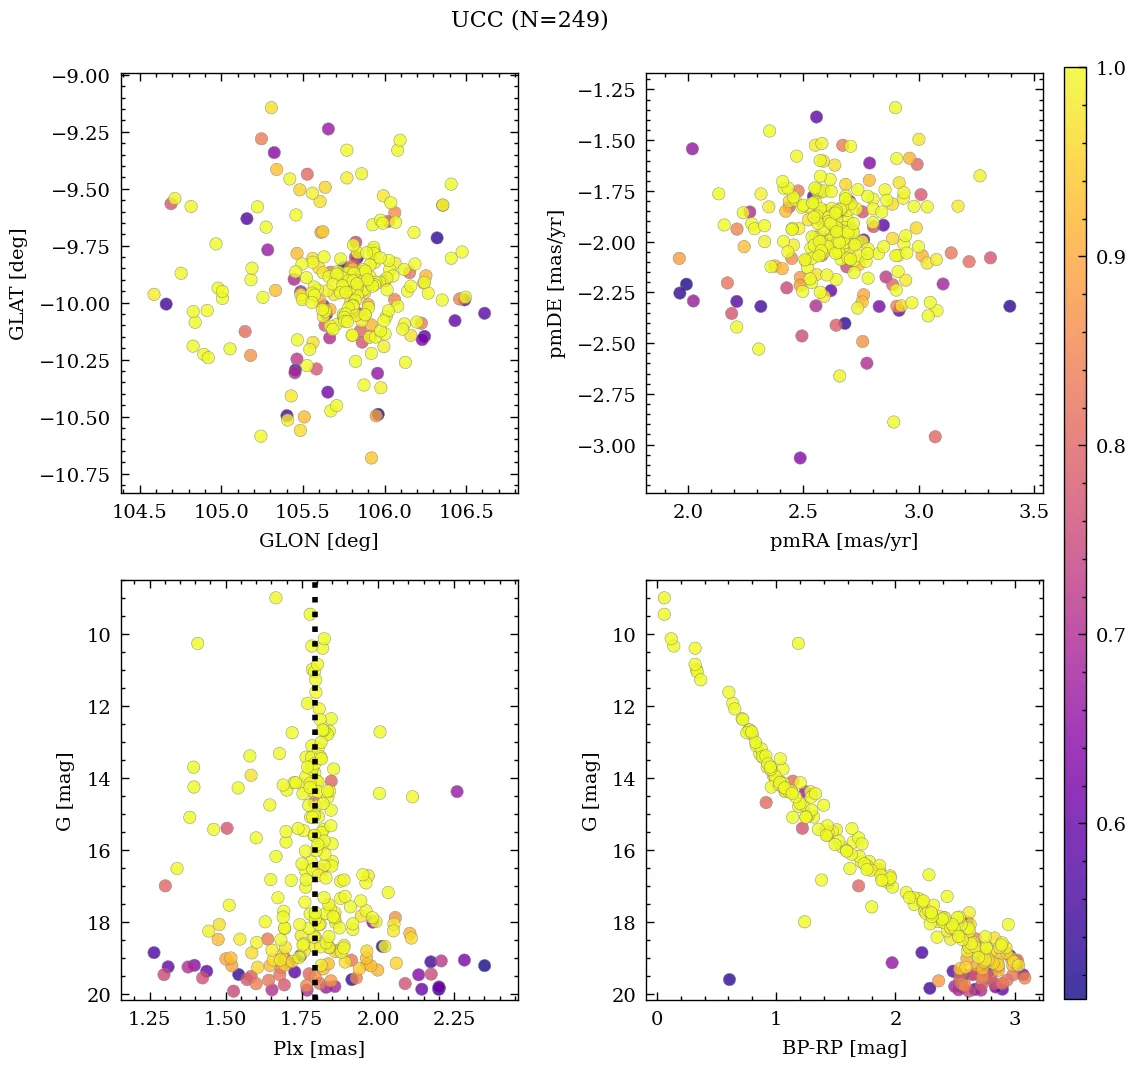 UCC (N=249)
−9.00
−9.25
−9.50
−9.75
−10.00
−10.25
−10.50
−10.75
GLAT [deg]
104.5 105.0 105.5 106.0 106.5
GLON [deg]
−1.25
−1.50
−1.75
−2.00
−2.25
−2.50
−2.75
−3.00
pmDE [mas/yr]
2.0 2.5 3.0 3.5
pmRA [mas/yr]
10
12
14
16
18
20
G [mag]
1.25 1.50 1.75 2.00 2.25
Plx [mas]
10
12
14
16
18
20
G [mag]
0 1 2 3
BP-RP [mag]
1.0
0.9
0.8
0.7
0.6